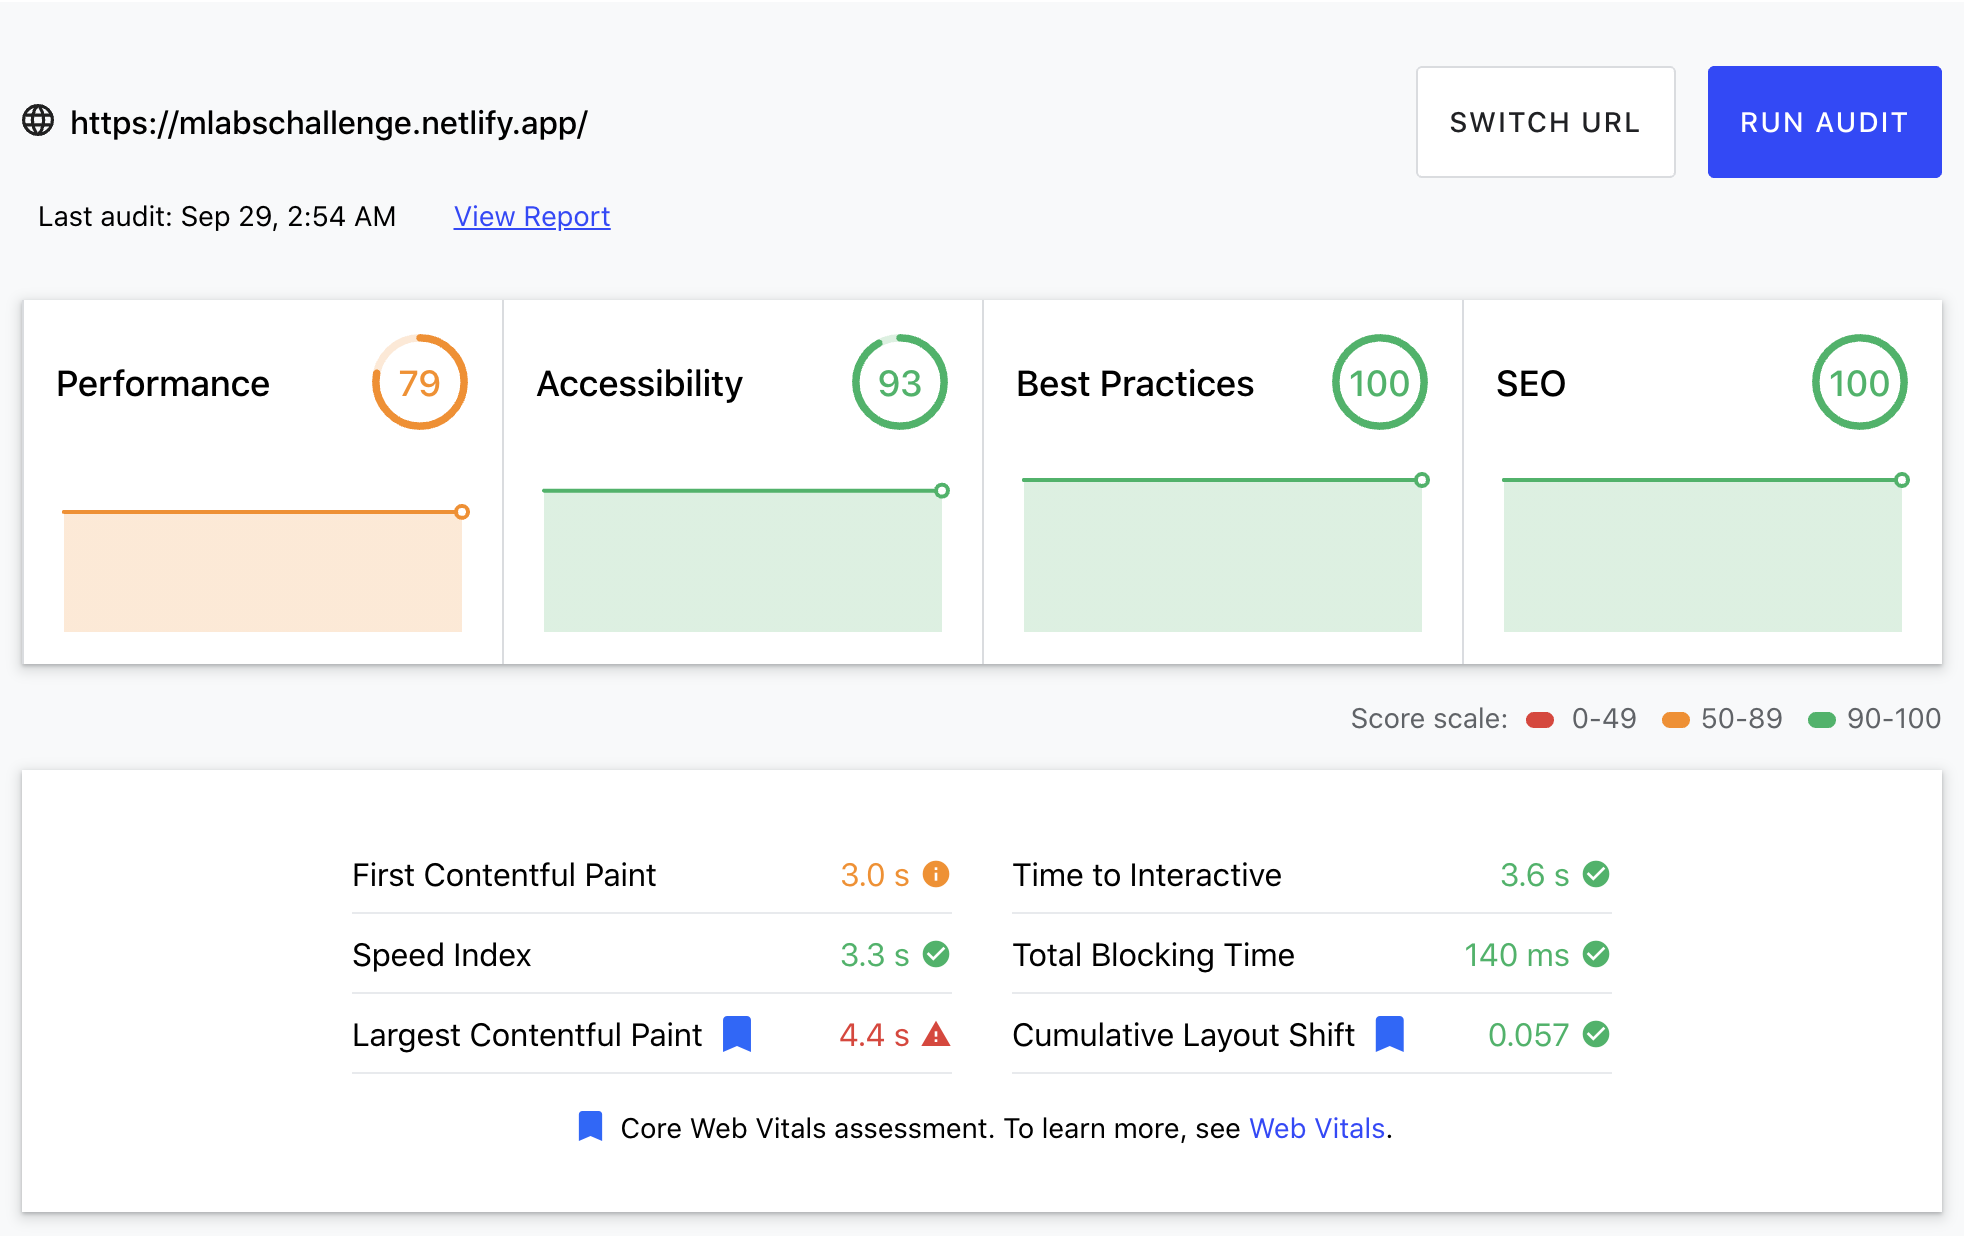 https://mlabschallenge.netlify.app/
SWITCH URL
RUN AUDIT
Last audit: Sep 29, 2:54 AM
View Report
Performance
79
Accessibility
93
Best Practices
100
SEO
100
Score scale: 0-49 50-89 90-100
First Contentful Paint 3.0 s
Speed Index 3.3 s
Largest Contentful Paint 4.4 s
Time to Interactive 3.6 s
Total Blocking Time 140 ms
Cumulative Layout Shift 0.057
Core Web Vitals assessment. To learn more, see Web Vitals.